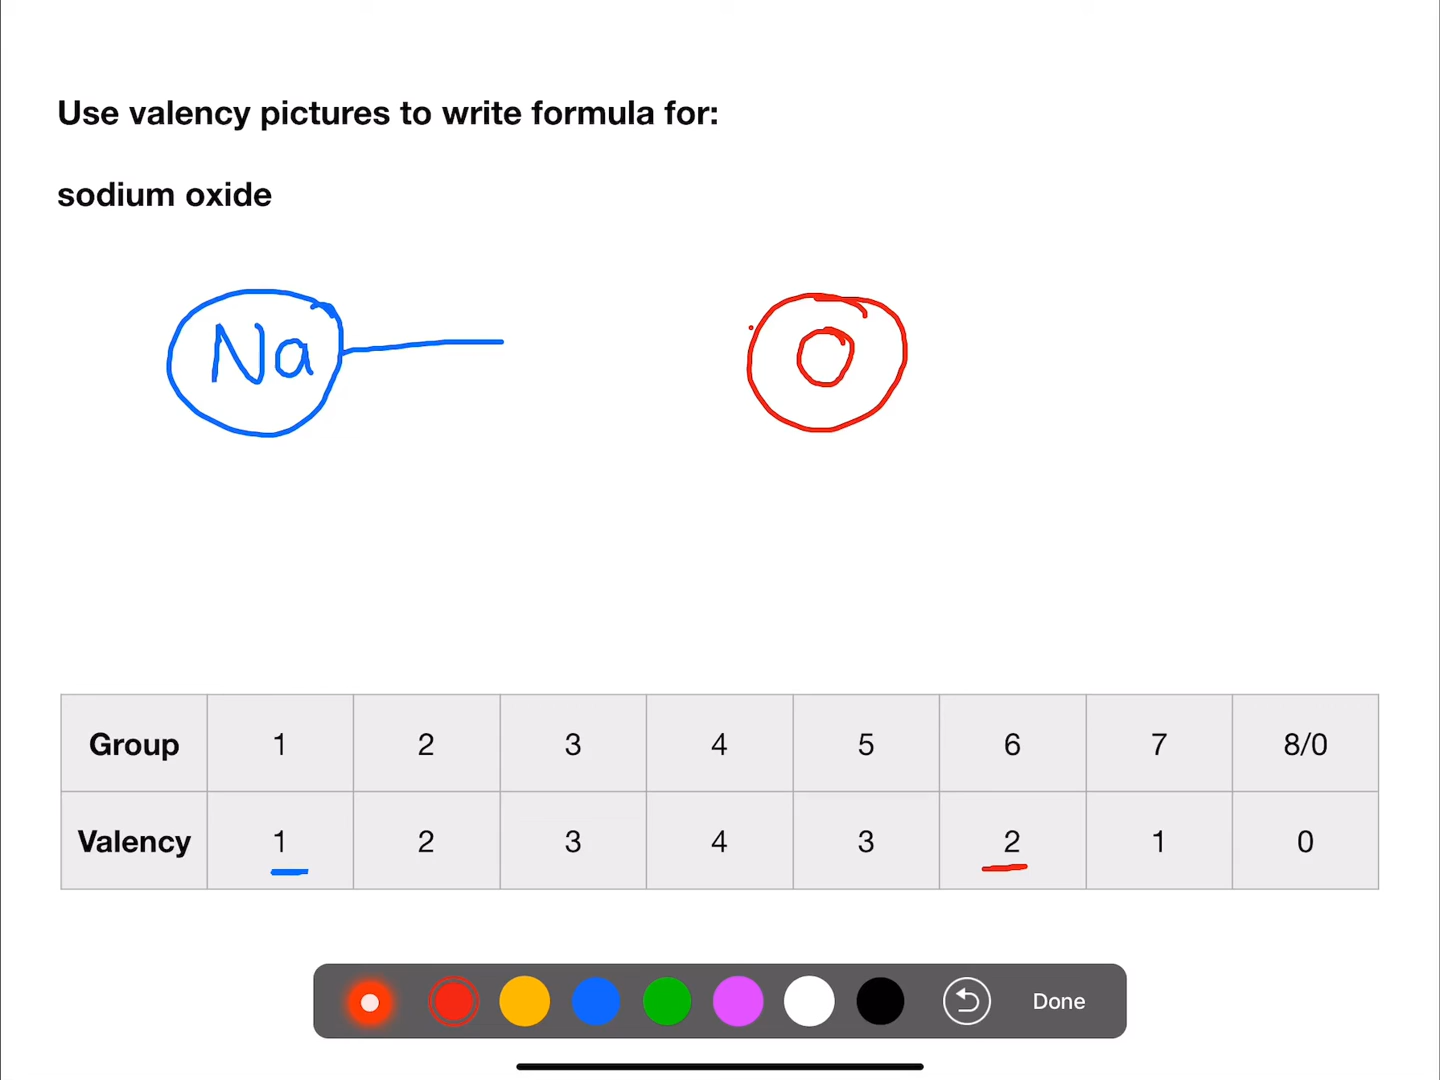 Use valency pictures to write formula for:
sodium oxide
Na O
Group 1 2 3 4 5 6 7 8/0
Valency 1 2 3 4 3 2 1 0
Done